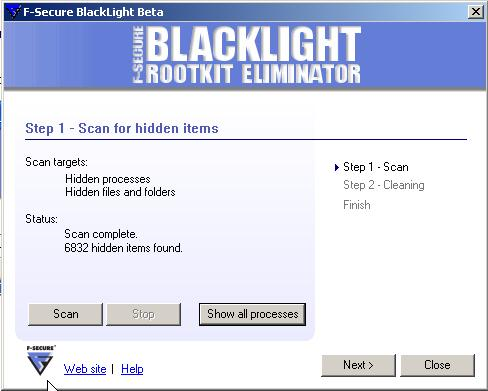 F-Secure BlackLight Beta
F-SECURE
BLACKLIGHT
ROOTKIT ELIMINATOR
Step 1 - Scan for hidden items
Scan targets:
Hidden processes
Hidden files and folders
Status:
Scan complete.
6832 hidden items found.
Scan
Stop
Show all processes
Step 1 - Scan
Step 2 - Cleaning
Finish
F-SECURE
Web site | Help
Next >
Close